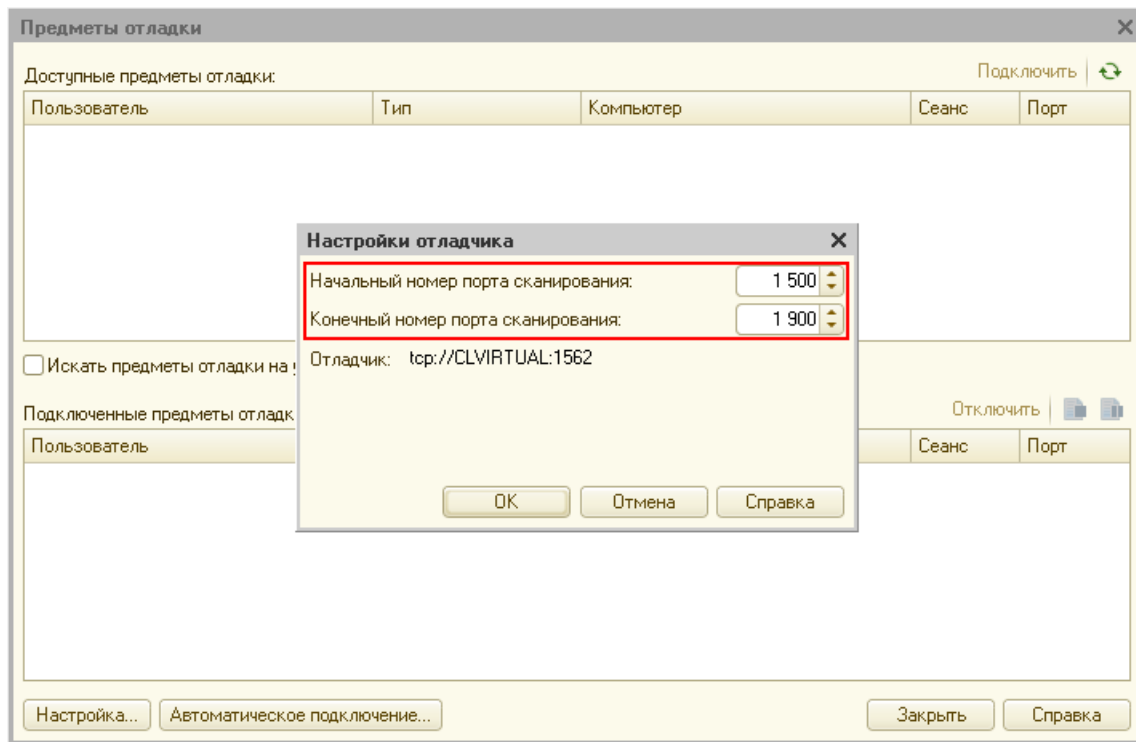 Предметы отладки
Доступные предметы отладки:
Подключить
Пользователь Тип Компьютер Сеанс Порт
Настройки отладчика
Начальный номер порта сканирования: 1 500
Конечный номер порта сканирования: 1 900
Отладчик: tcp://CLVIRTUAL:1562
OK Отмена Справка
Искать предметы отладки на
Подключенные предметы
Отключить
Пользователь Сеанс Порт
Настройка... Автоматическое подключение... Закрыть Справка